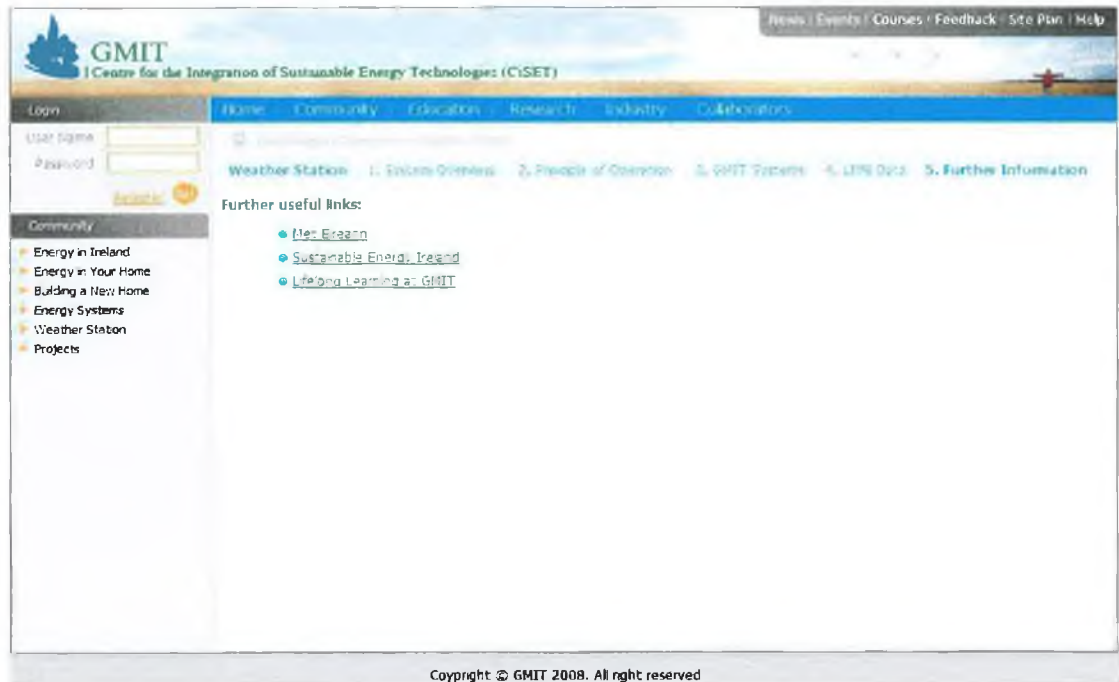 News | Events | Courses | Feedback | Site Plan | Help
GMIT
| Centre for the Integration of Sustainable Energy Technologies (CiSET)
Login
Home Community Education Research Industry Collaborators
User Name
Password
Register
Weather Station 1. System Overview 2. Principle of Operation 3. GMIT Systems 4. LIVE Data 5. Further Information
Further useful links:
Met Eireann
Sustainable Energy Ireland
Lifelong Learning at GMIT
Community
Energy in Ireland
Energy in Your Home
Building a New Home
Energy Systems
Weather Station
Projects
Copyright © GMIT 2008. All right reserved